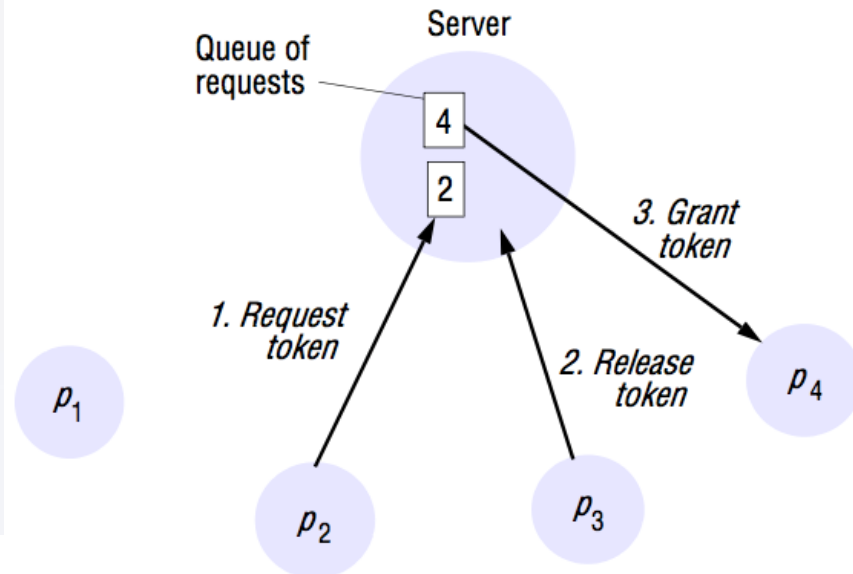 Server
Queue of
requests
4
2
3. Grant
token
1. Request
token
2. Release
token
p1
p2
p3
p4